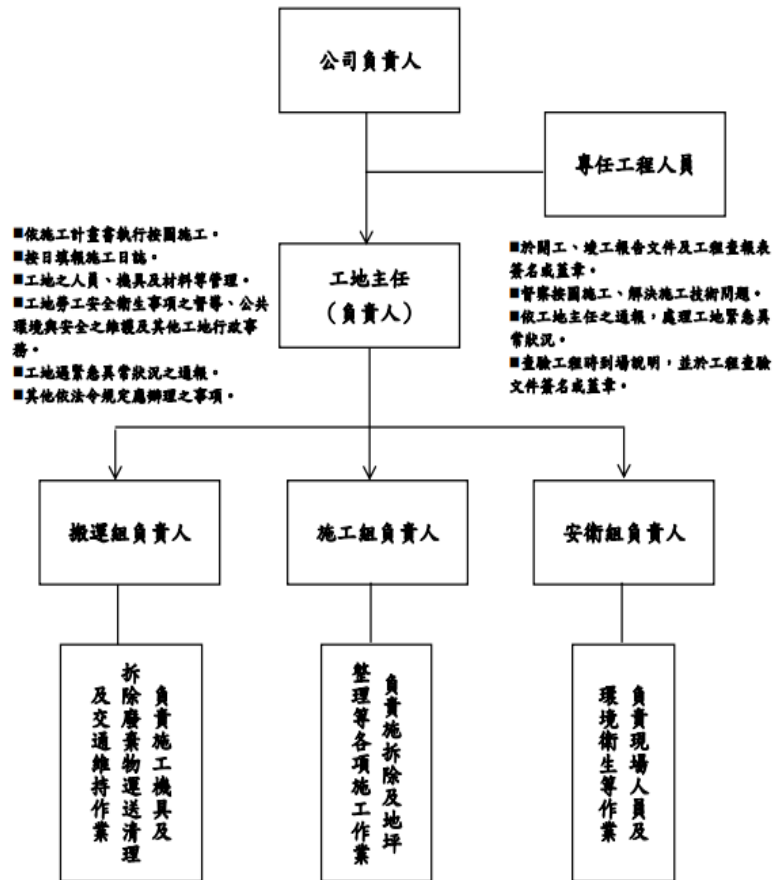 公司負責人
專任工程人員
■依施工計畫書執行按圖施工。
■按日填報施工日誌。
■工地之人員、機具及材料等管理。
■工地勞工安全衛生事項之督導、公共
環境與安全之維護及其他工地行政事
務。
■工地遇緊急異常狀況之通報。
■其他依法令規定應辦理之事項。
工地主任
(負責人)
■於開工、竣工報告文件及工程查報表
簽名或蓋章。
■督察按圖施工、解決施工技術問題。
■依工地主任之通報，處理工地緊急異
常狀況。
■查驗工程時到場說明，並於工程查驗
文件簽名或蓋章。
搬運組負責人
施工組負責人
安衛組負責人
負責施工機具及
拆除廢棄物運送清理
及交通維持作業
負責施拆除及地坪
整理等各項施工作業
負責現場人員及
環境衛生等作業